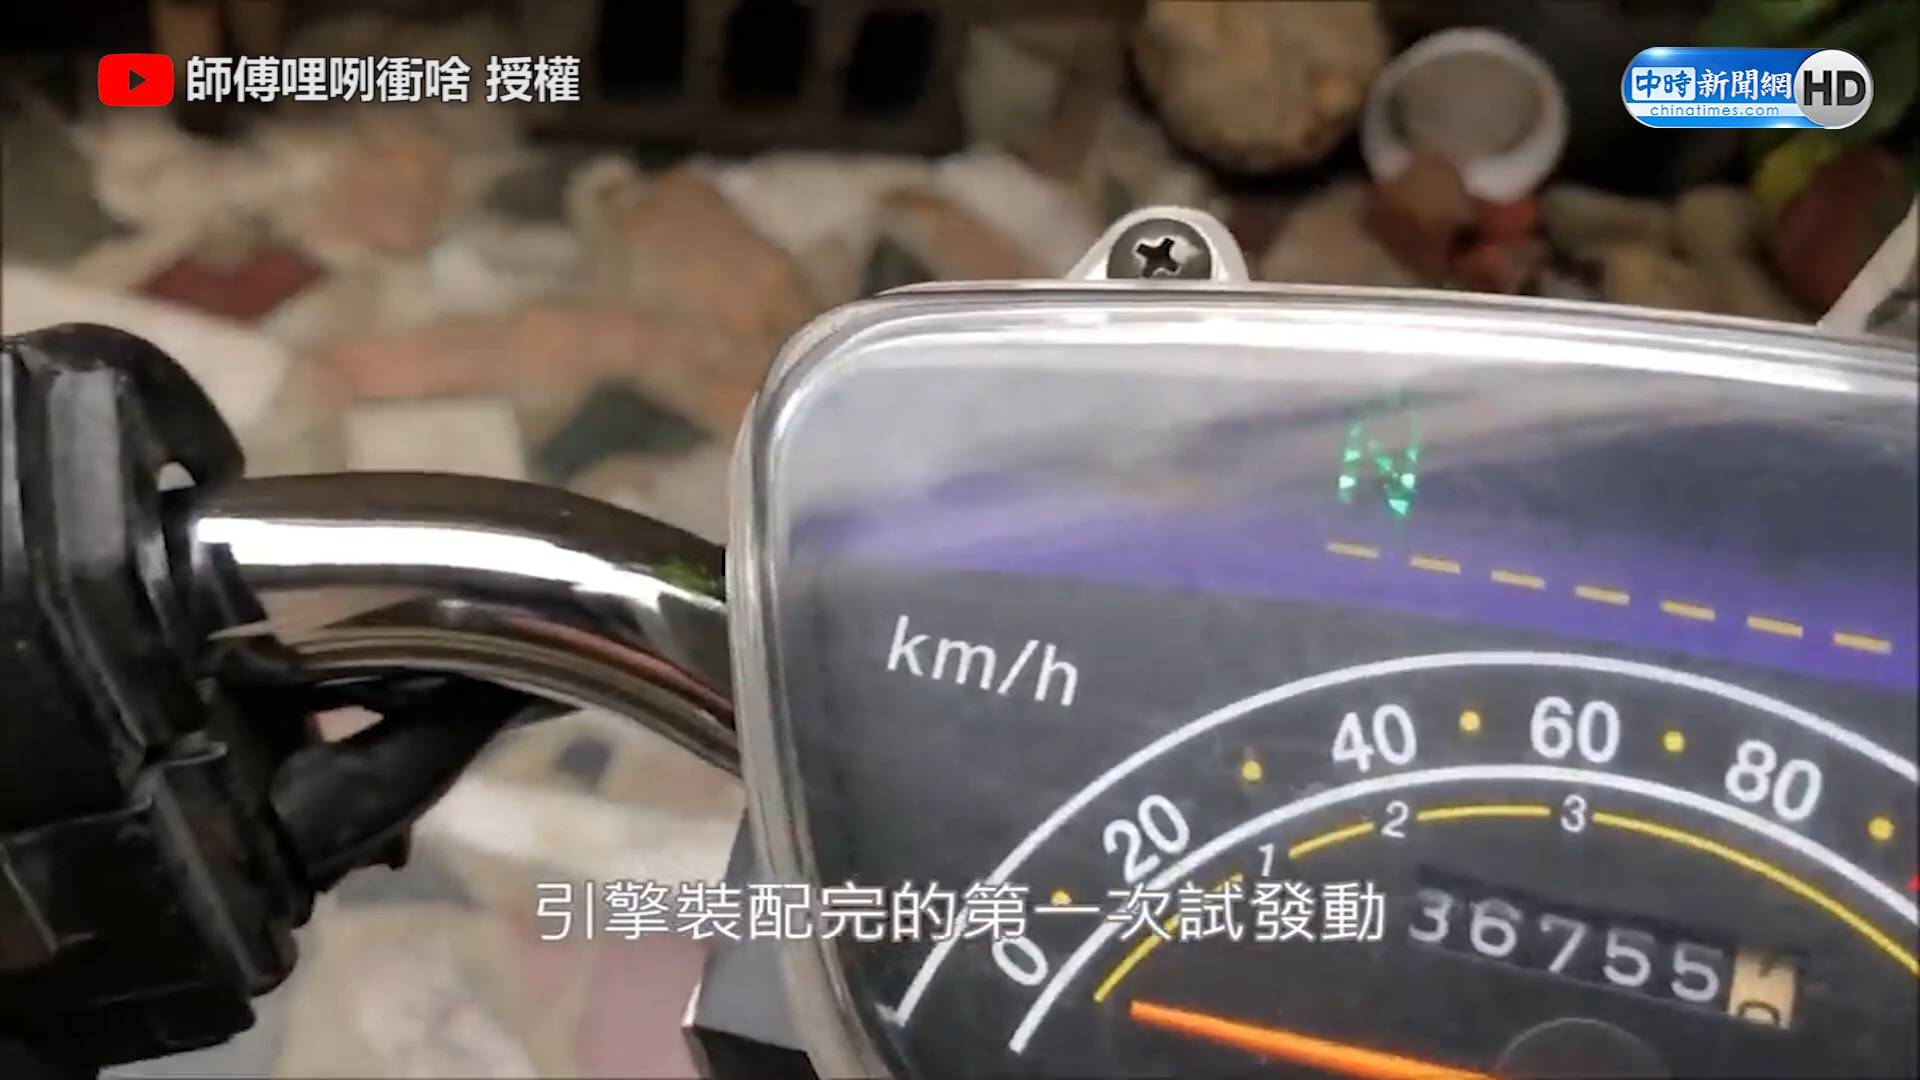 師傅哩咧衝啥 授權
中時新聞網 HD
chinatimes.com
N
km/h
0 20 40 60 80
1 2 3
36755
引擎裝配完的第一次試發動